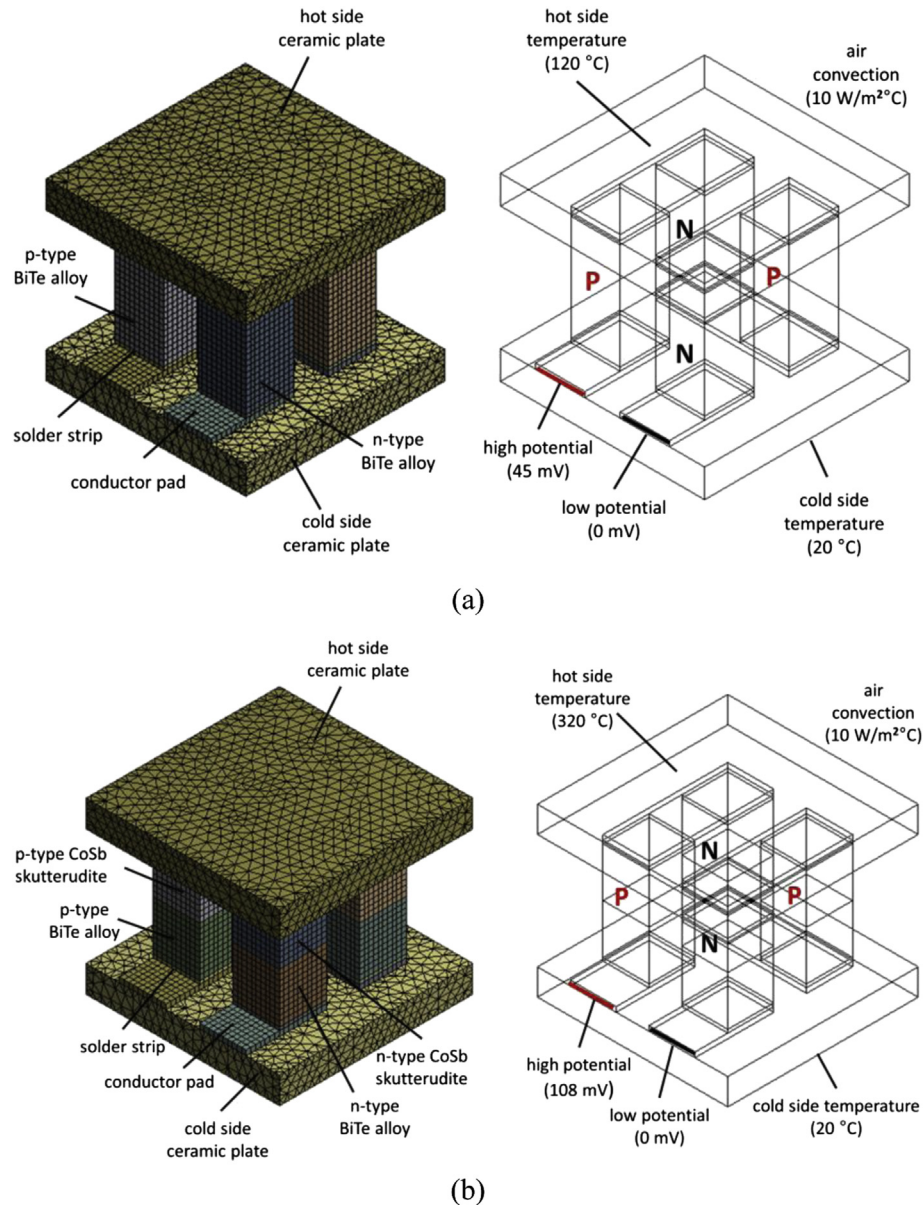 hot side
ceramic plate
p-type
BiTe alloy
solder strip
conductor pad
n-type
BiTe alloy
cold side
ceramic plate
hot side
temperature
(120 °C)
air
convection
(10 W/m²°C)
N
P
P
N
high potential
(45 mV)
low potential
(0 mV)
cold side
temperature
(20 °C)
(a)
hot side
ceramic plate
p-type CoSb
skutterudite
p-type
BiTe alloy
solder strip
conductor pad
cold side
ceramic plate
n-type CoSb
skutterudite
n-type
BiTe alloy
hot side
temperature
(320 °C)
air
convection
(10 W/m²°C)
N
P
P
N
high potential
(108 mV)
low potential
(0 mV)
cold side temperature
(20 °C)
(b)